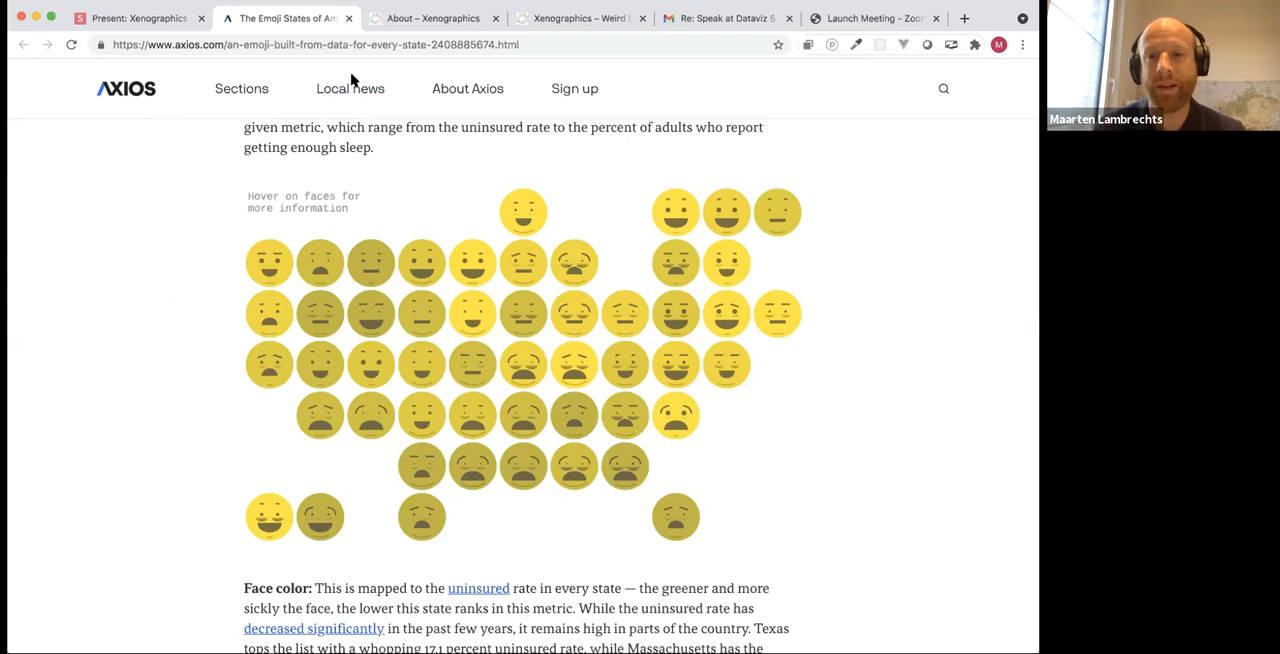 Present: Xenographics
The Emoji States of Am
About – Xenographics
Xenographics – Weird
Re: Speak at Dataviz S
Launch Meeting - Zoo
https://www.axios.com/an-emoji-built-from-data-for-every-state-2408885674.html
M
AXIOS
Sections
Local news
About Axios
Sign up
Maarten Lambrechts
given metric, which range from the uninsured rate to the percent of adults who report
getting enough sleep.
Hover on faces for
more information
Face color: This is mapped to the uninsured rate in every state — the greener and more
sickly the face, the lower this state ranks in this metric. While the uninsured rate has
decreased significantly in the past few years, it remains high in parts of the country. Texas
tops the list with a whopping 17.1 percent uninsured rate, while Massachusetts has the